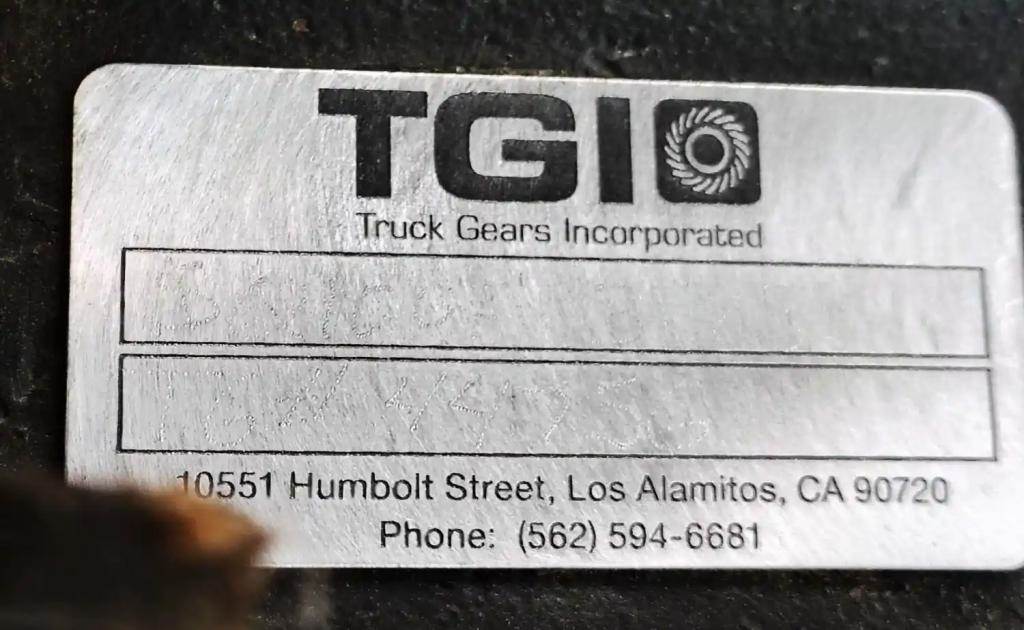 TGI
Truck Gears Incorporated
10551 Humbolt Street, Los Alamitos, CA 90720
Phone: (562) 594-6681